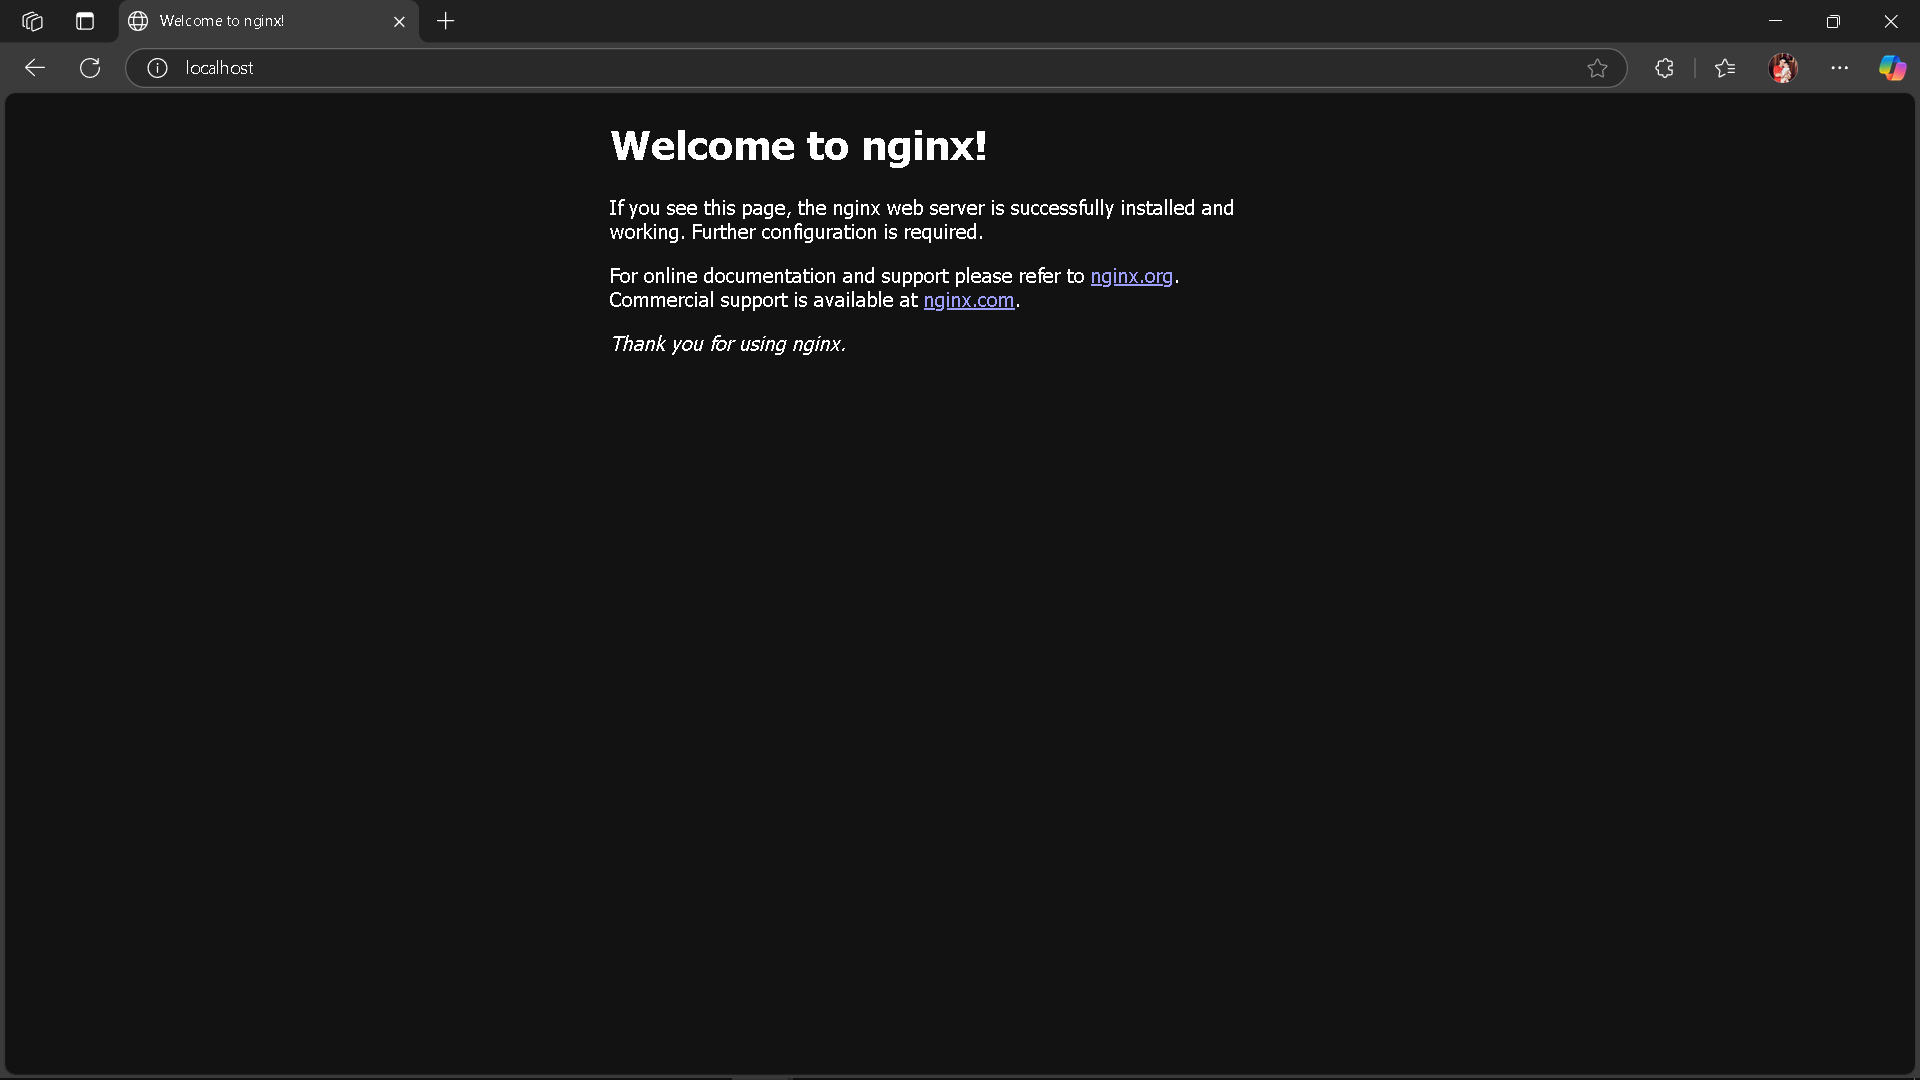 Welcome to nginx!
localhost
Welcome to nginx!
If you see this page, the nginx web server is successfully installed and
working. Further configuration is required.
For online documentation and support please refer to nginx.org.
Commercial support is available at nginx.com.
Thank you for using nginx.